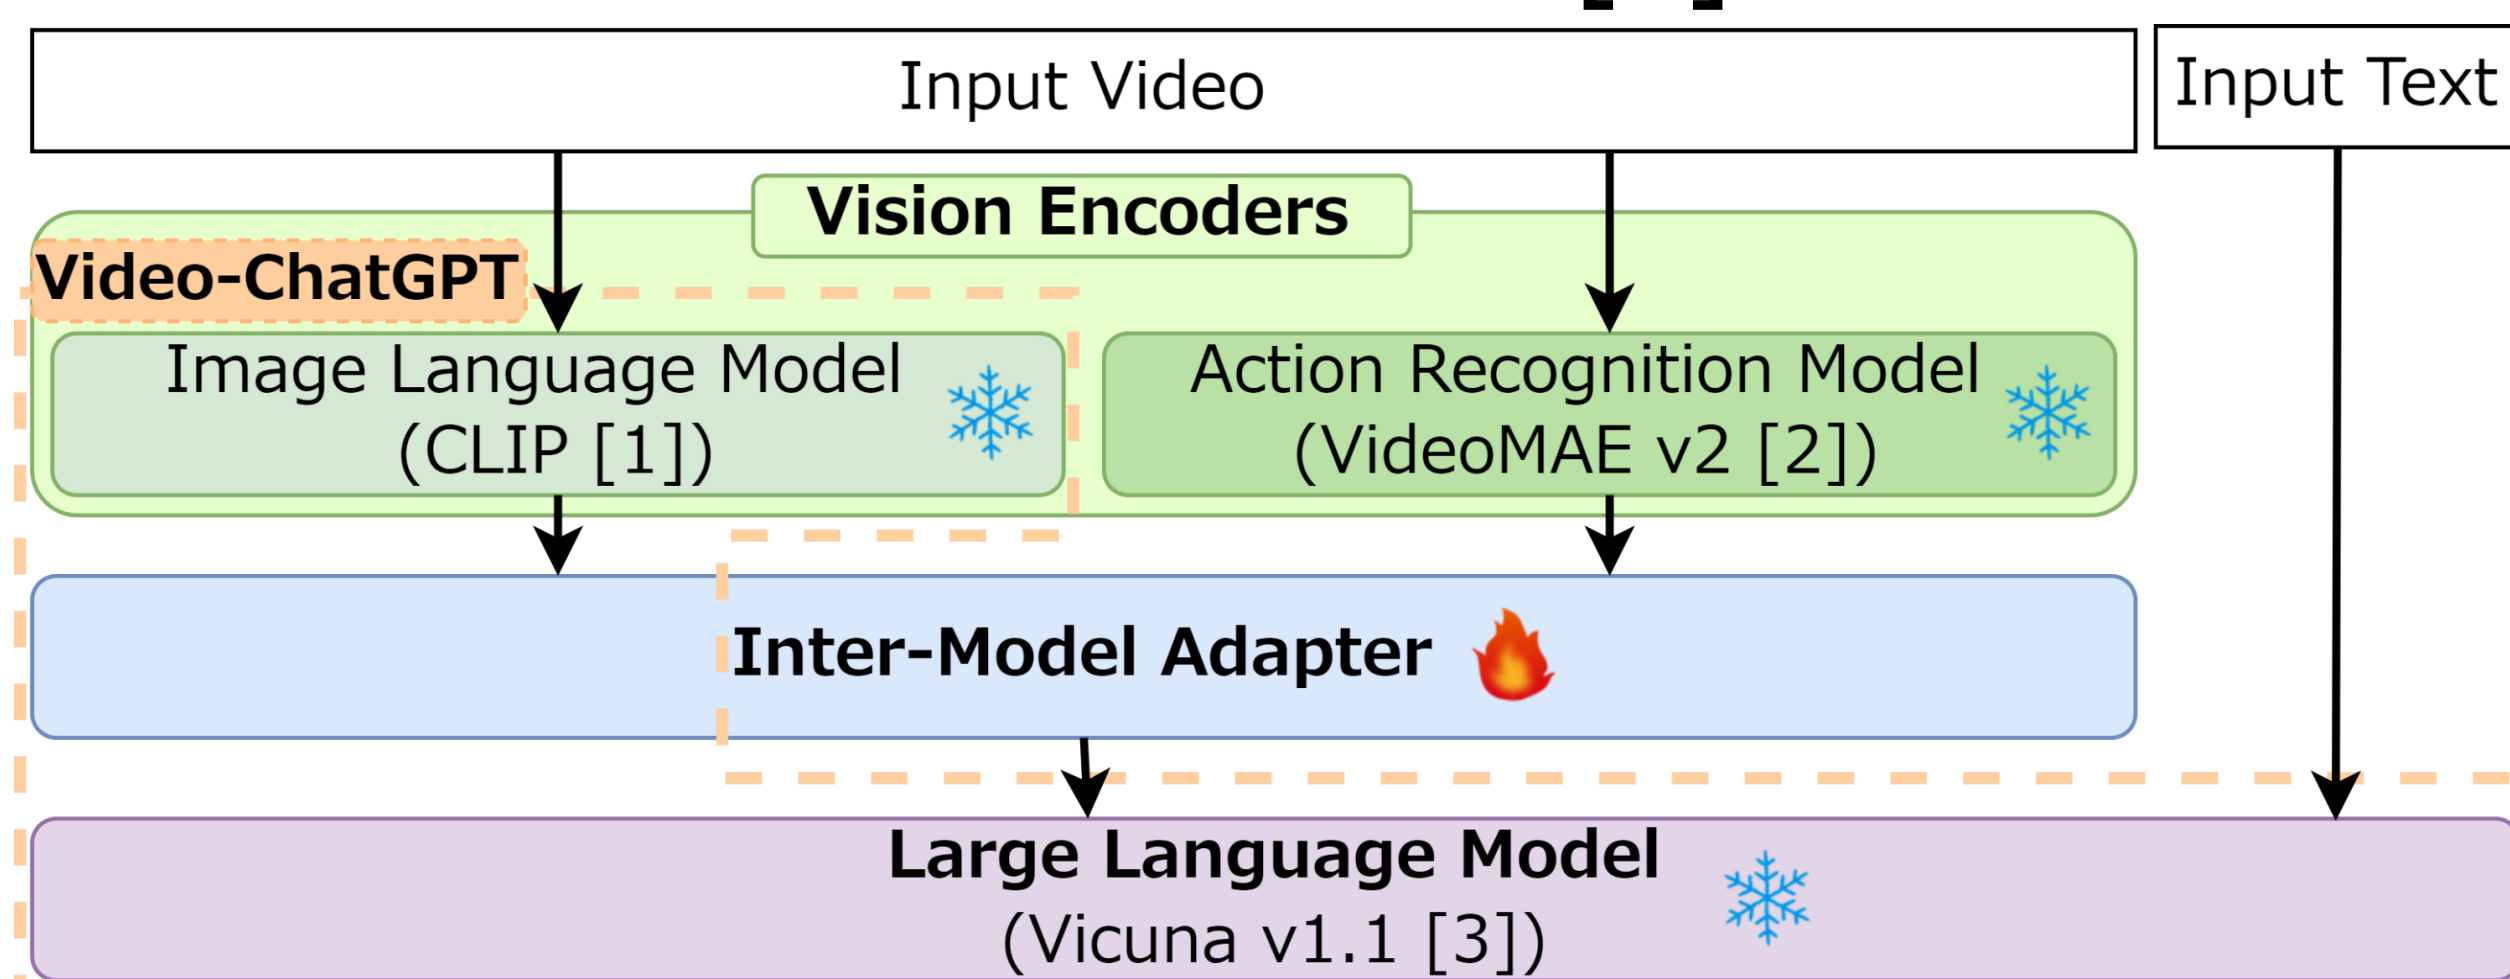 Input Video
Input Text
Vision Encoders
Video-ChatGPT
Image Language Model
(CLIP [1])
Action Recognition Model
(VideoMAE v2 [2])
Inter-Model Adapter
Large Language Model
(Vicuna v1.1 [3])